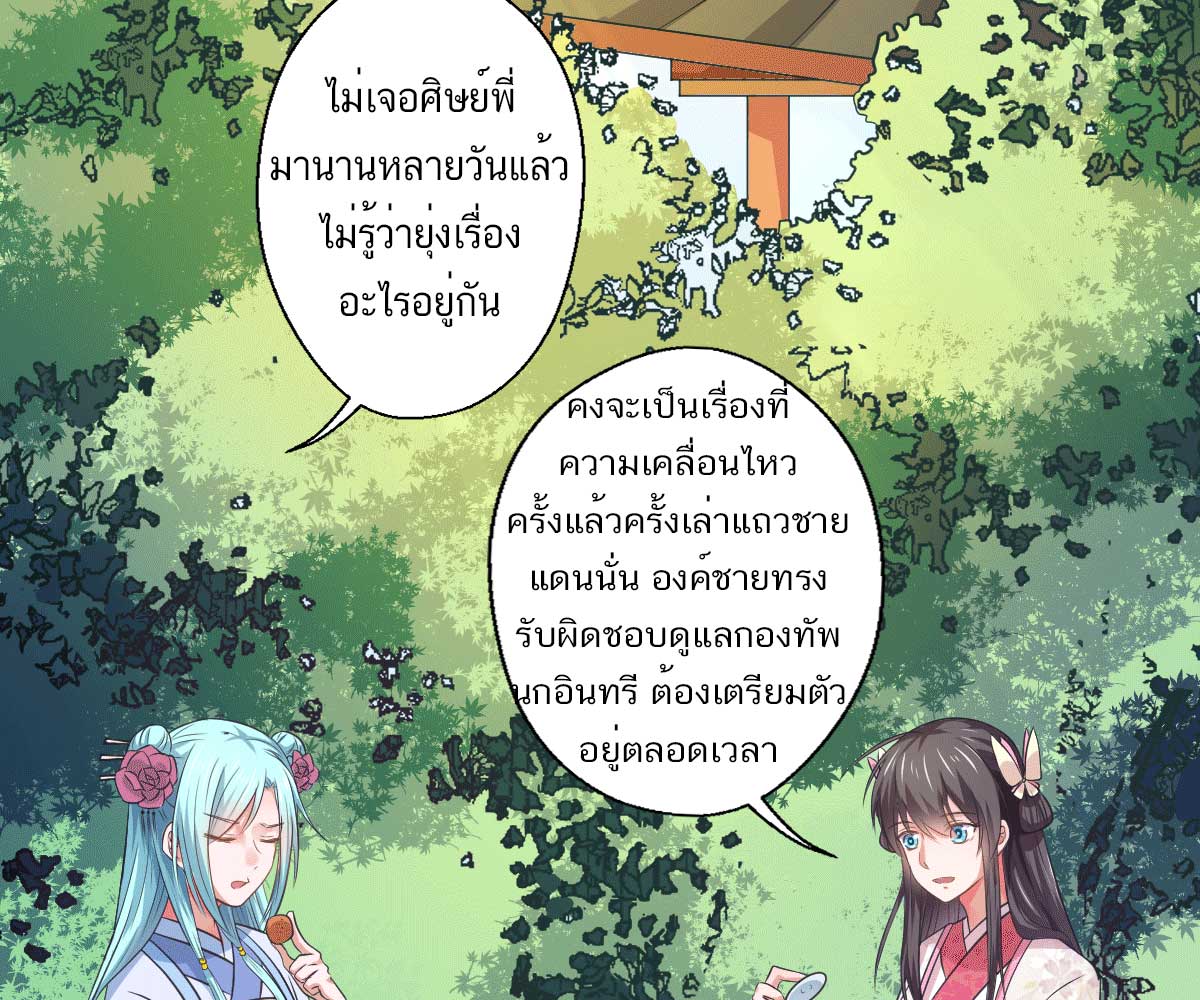 ไม่เจอศิษย์พี่
มานานหลายวันแล้ว
ไม่รู้ว่ายุ่งเรื่อง
อะไรอยู่กัน
คงจะเป็นเรื่องที่
ความเคลื่อนไหว
ครั้งแล้วครั้งเล่าแถวชาย
แดนนั่น องค์ชายทรง
รับผิดชอบดูแลกองทัพ
นกอินทรี ต้องเตรียมตัว
อยู่ตลอดเวลา